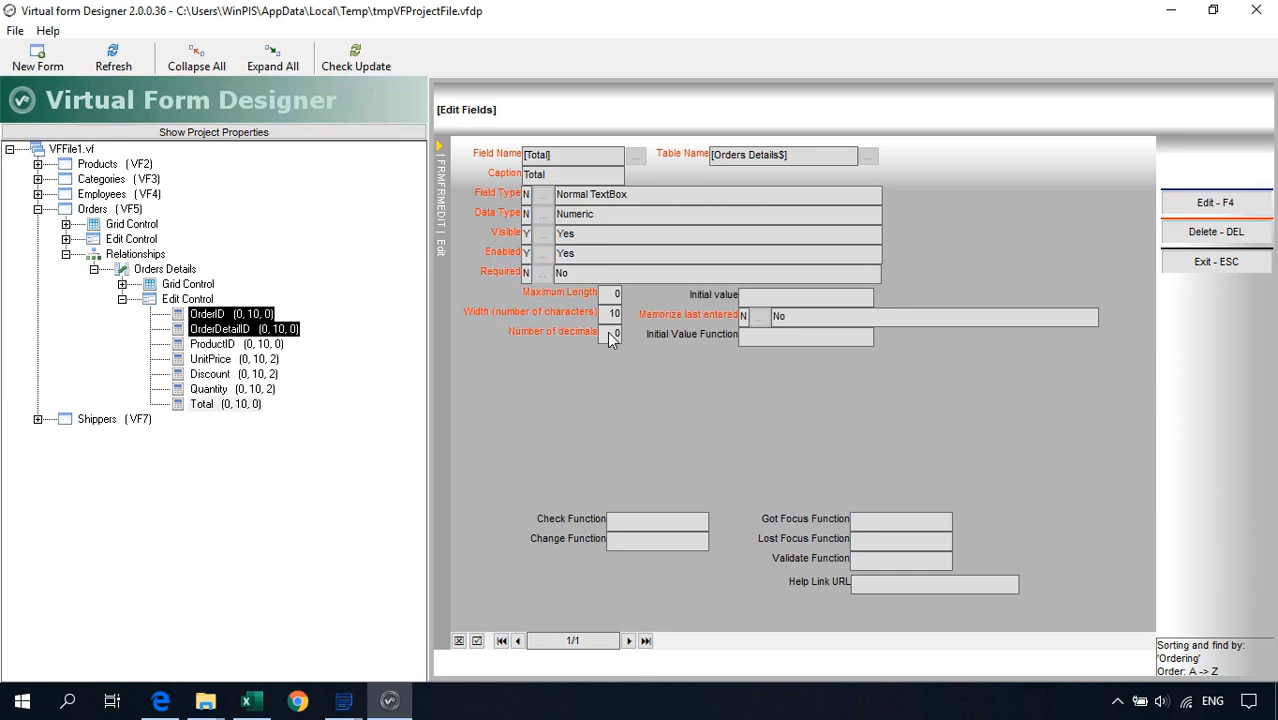 Virtual form Designer 2.0.0.36 - C:\Users\WinPIS\AppData\Local\Temp\tmpVFProjectFile.vfdp
File Help
New Form Refresh Collapse All Expand All Check Update
Virtual Form Designer
Show Project Properties
VFFile1.vf
Products (VF2)
Categories (VF3)
Employees (VF4)
Orders (VF5)
Grid Control
Edit Control
Relationships
Orders Details
Grid Control
Edit Control
OrderID (0, 10, 0)
OrderDetailID (0, 10, 0)
ProductID (0, 10, 0)
UnitPrice (0, 10, 2)
Discount (0, 10, 2)
Quantity (0, 10, 2)
Total (0, 10, 0)
Shippers (VF7)
[Edit Fields]
FRMFRMEDIT | Edit
Field Name [Total] ... Table Name [Orders Details$] ...
Caption Total
Field Type N ... Normal TextBox
Data Type N ... Numeric
Visible Y ... Yes
Enabled Y ... Yes
Required N ... No
Maximum Length 0 Initial value
Width (number of characters) 10 Memorize last entered N ... No
Number of decimals 0 Initial Value Function
Check Function Got Focus Function
Change Function Lost Focus Function
Validate Function
Help Link URL
1/1
Edit - F4
Delete - DEL
Exit - ESC
Sorting and find by:
'Ordering'
Order: A -> Z
ENG